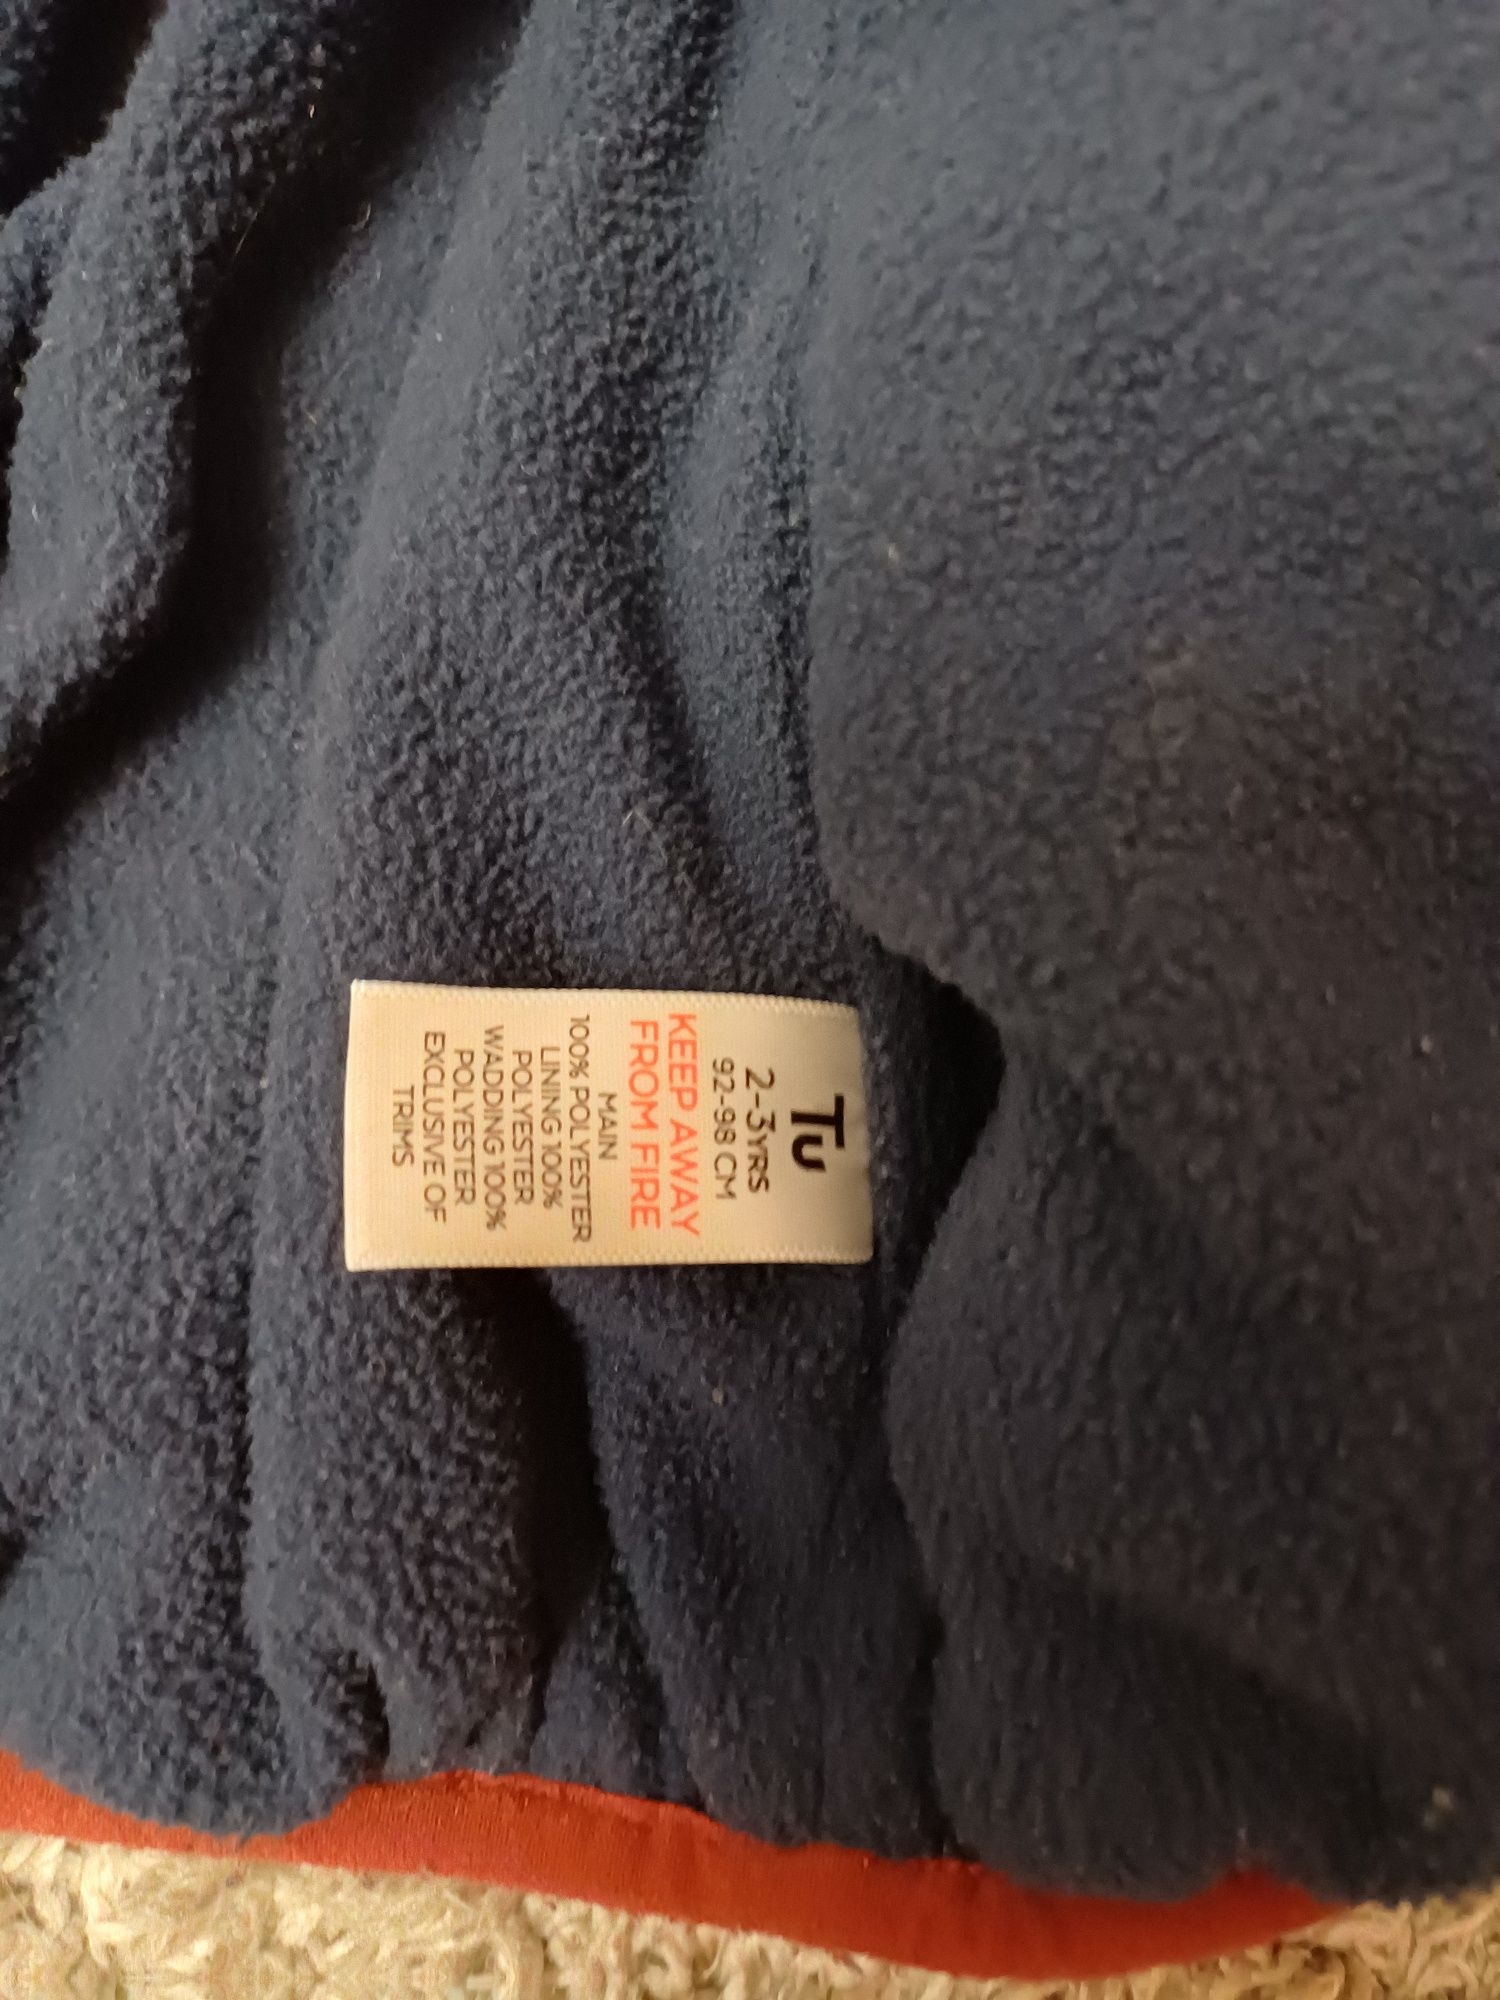 Tu
2-3YRS
92-98 CM
KEEP AWAY
FROM FIRE
MAIN
100% POLYESTER
LINING 100%
POLYESTER
WADDING 100%
POLYESTER
EXCLUSIVE OF
TRIMS